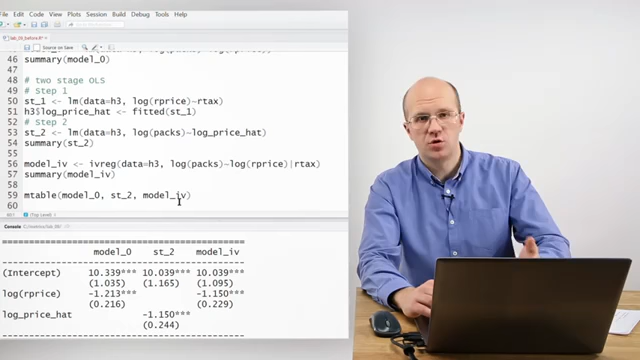 File Edit Code View Plots Session Build Debug Tools Help
Source on Save
46 summary(model_0)
47
48 # two stage OLS
49 # Step 1
50 st_1 <- lm(data=h3, log(rprice)~rtax)
51 h3$log_price_hat <- fitted(st_1)
52 # Step 2
53 st_2 <- lm(data=h3, log(packs)~log_price_hat)
54 summary(st_2)
55
56 model_iv <- ivreg(data=h3, log(packs)~log(rprice)|rtax)
57 summary(model_iv)
58
59 mtable(model_0, st_2, model_iv)
60
(Top Level)
Console
==========================================
model_0 st_2 model_iv
------------------------------------------
(Intercept) 10.339*** 10.039*** 10.039***
(1.035) (1.165) (1.095)
log(rprice) -1.213*** -1.150***
(0.216) (0.229)
log_price_hat -1.150***
(0.244)
------------------------------------------